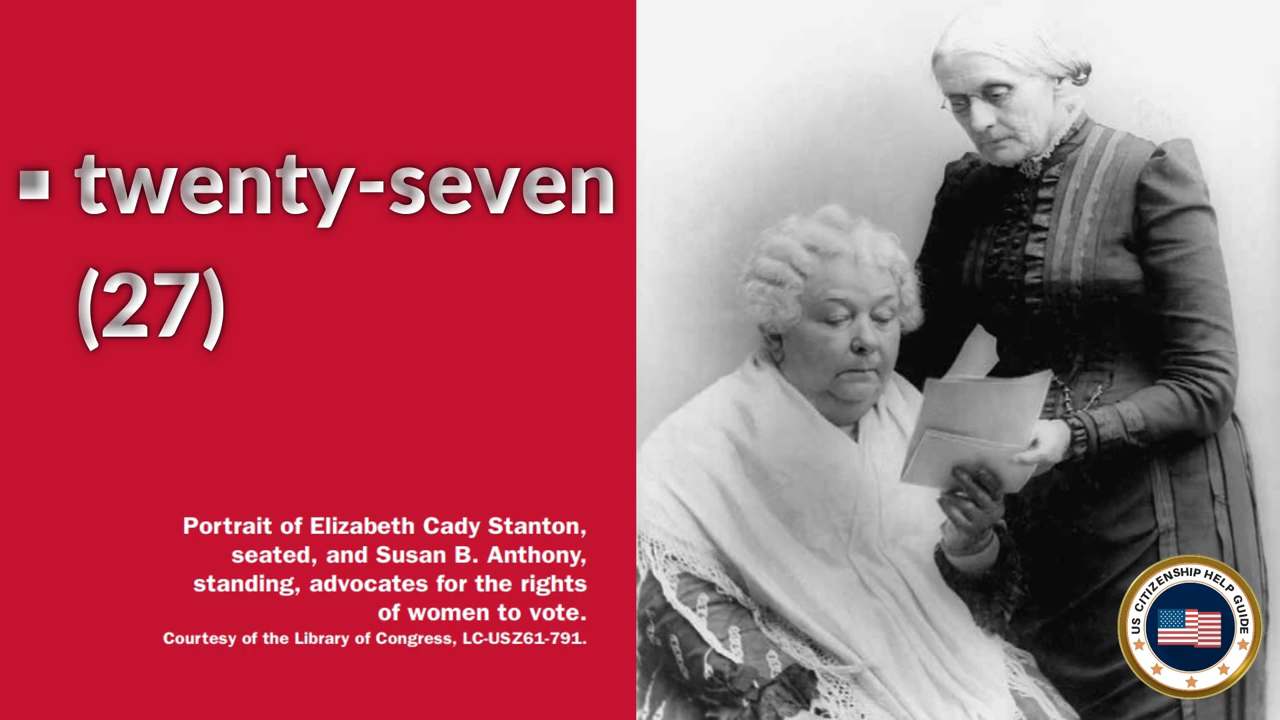 ▪ twenty-seven
(27)
Portrait of Elizabeth Cady Stanton,
seated, and Susan B. Anthony,
standing, advocates for the rights
of women to vote.
Courtesy of the Library of Congress, LC-USZ61-791.
US CITIZENSHIP HELP GUIDE